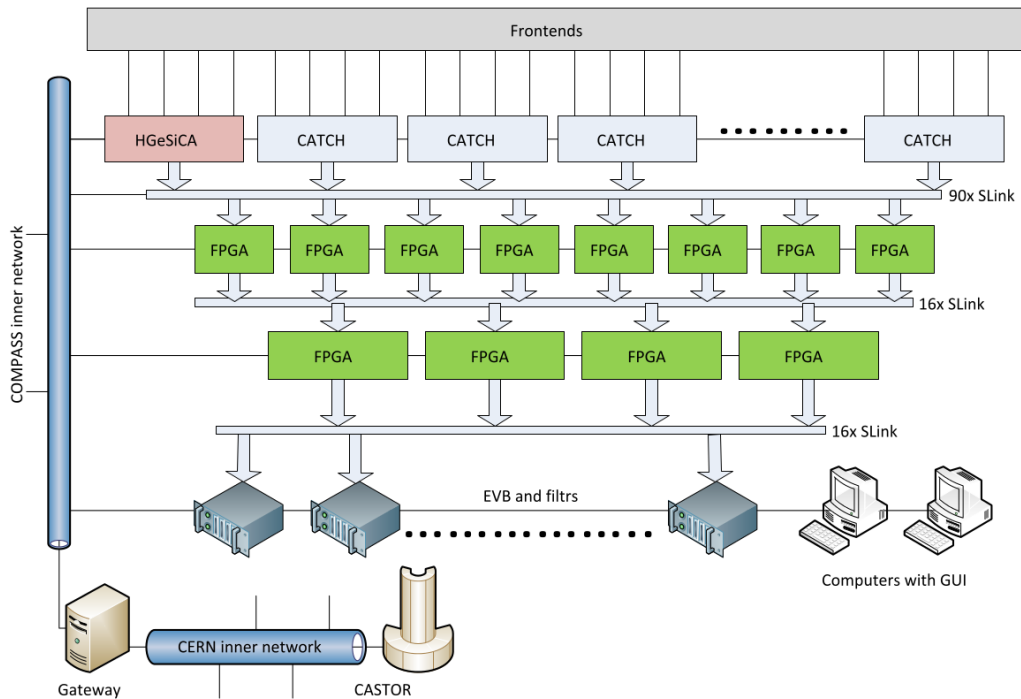 Frontends
HGeSiCA
CATCH
CATCH
CATCH
CATCH
90x SLink
FPGA
FPGA
FPGA
FPGA
FPGA
FPGA
FPGA
FPGA
16x SLink
FPGA
FPGA
FPGA
FPGA
16x SLink
COMPASS inner network
EVB and filtrs
Computers with GUI
CERN inner network
Gateway
CASTOR